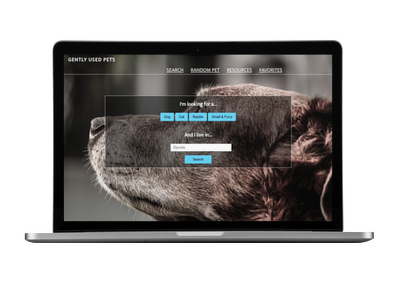 GENTLY USED PETS
SEARCH RANDOM PET RESOURCES FAVORITES
I'm looking for a...
Dog Cat Reptile Small & Furry
And I live in...
Zipcode
Search